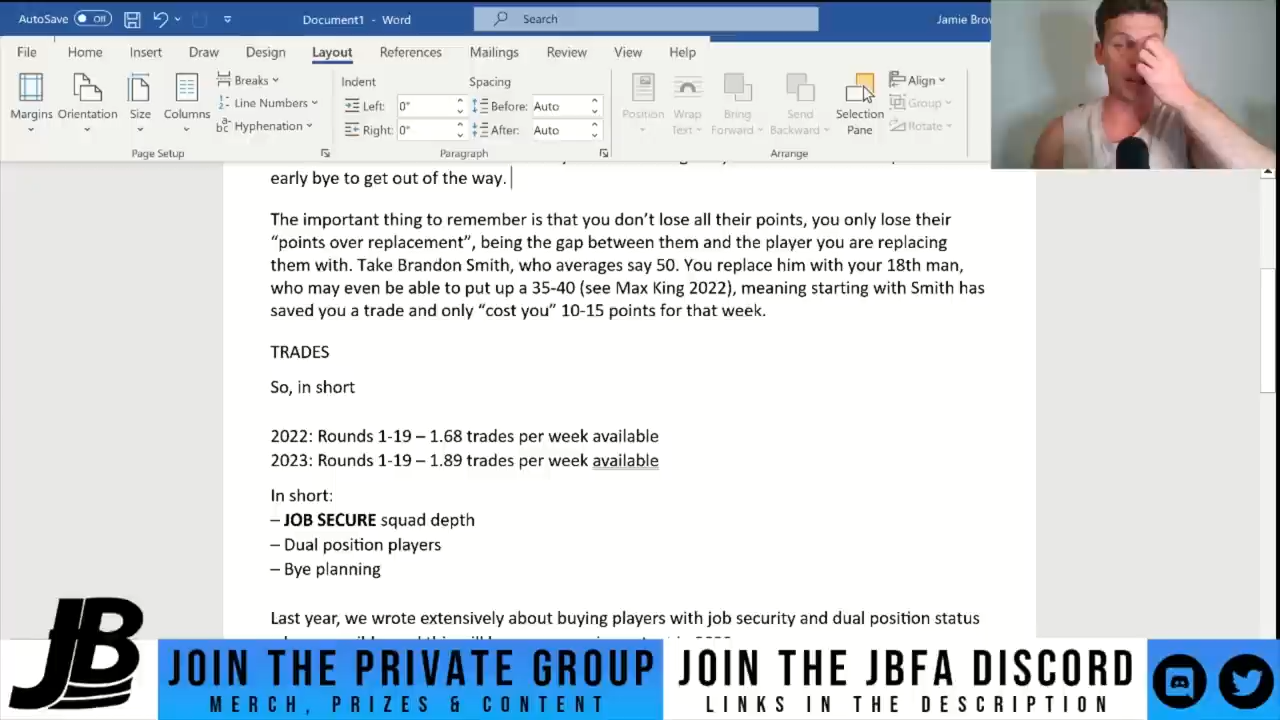 AutoSave Off Document1 - Word Search Jamie Brow
File Home Insert Draw Design Layout References Mailings Review View Help
Margins Orientation Size Columns Breaks Line Numbers Hyphenation
Indent Spacing
Left: 0" Before: Auto
Right: 0" After: Auto
Position Wrap Text Bring Forward Send Backward Selection Pane Align Group Rotate
Page Setup Paragraph Arrange
early bye to get out of the way.
The important thing to remember is that you don’t lose all their points, you only lose their
“points over replacement”, being the gap between them and the player you are replacing
them with. Take Brandon Smith, who averages say 50. You replace him with your 18th man,
who may even be able to put up a 35-40 (see Max King 2022), meaning starting with Smith has
saved you a trade and only “cost you” 10-15 points for that week.
TRADES
So, in short
2022: Rounds 1-19 – 1.68 trades per week available
2023: Rounds 1-19 – 1.89 trades per week available
In short:
– JOB SECURE squad depth
– Dual position players
– Bye planning
Last year, we wrote extensively about buying players with job security and dual position status
JB
JOIN THE PRIVATE GROUP
MERCH, PRIZES & CONTENT
JOIN THE JBFA DISCORD
LINKS IN THE DESCRIPTION